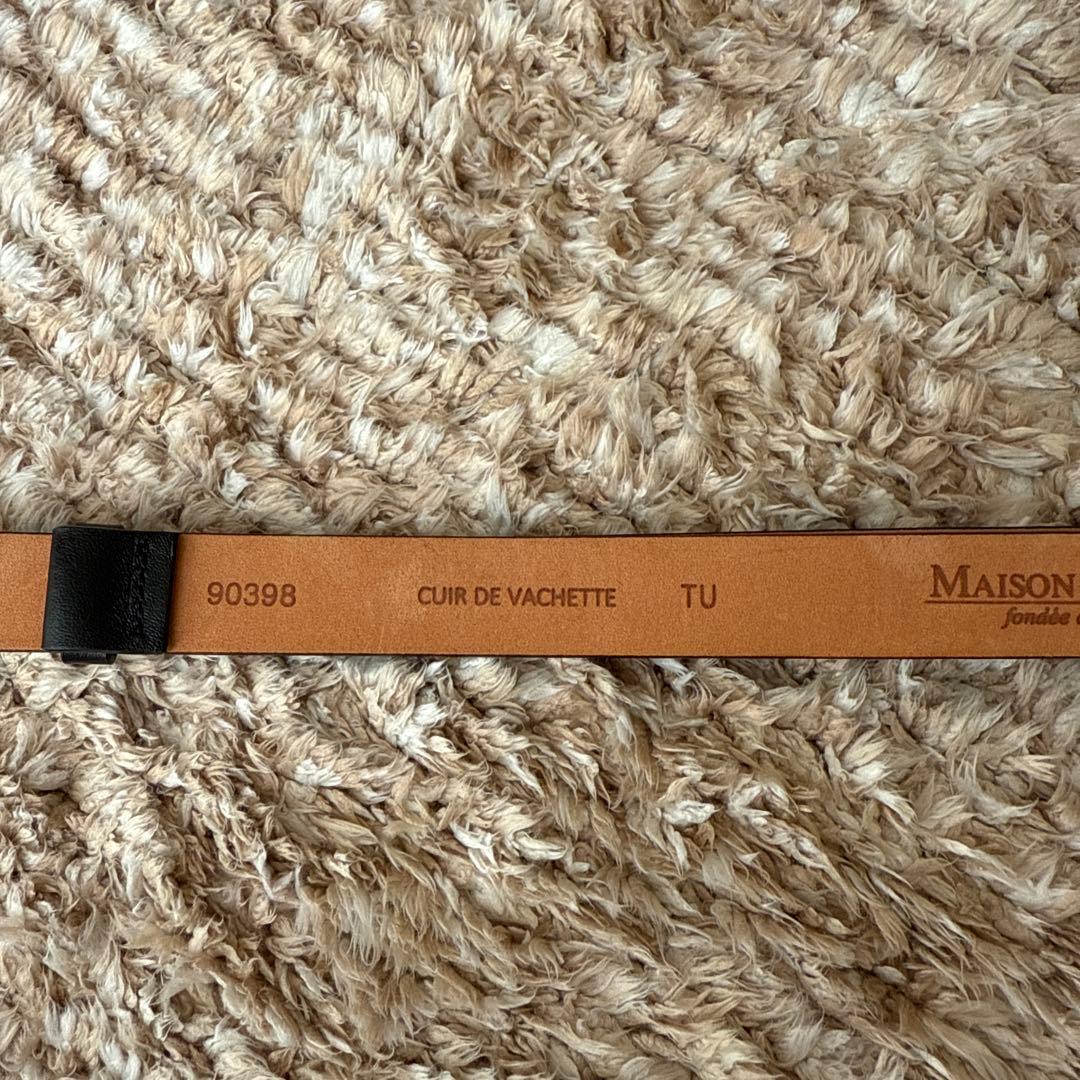 90398 CUIR DE VACHETTE TU MAISON
fondée